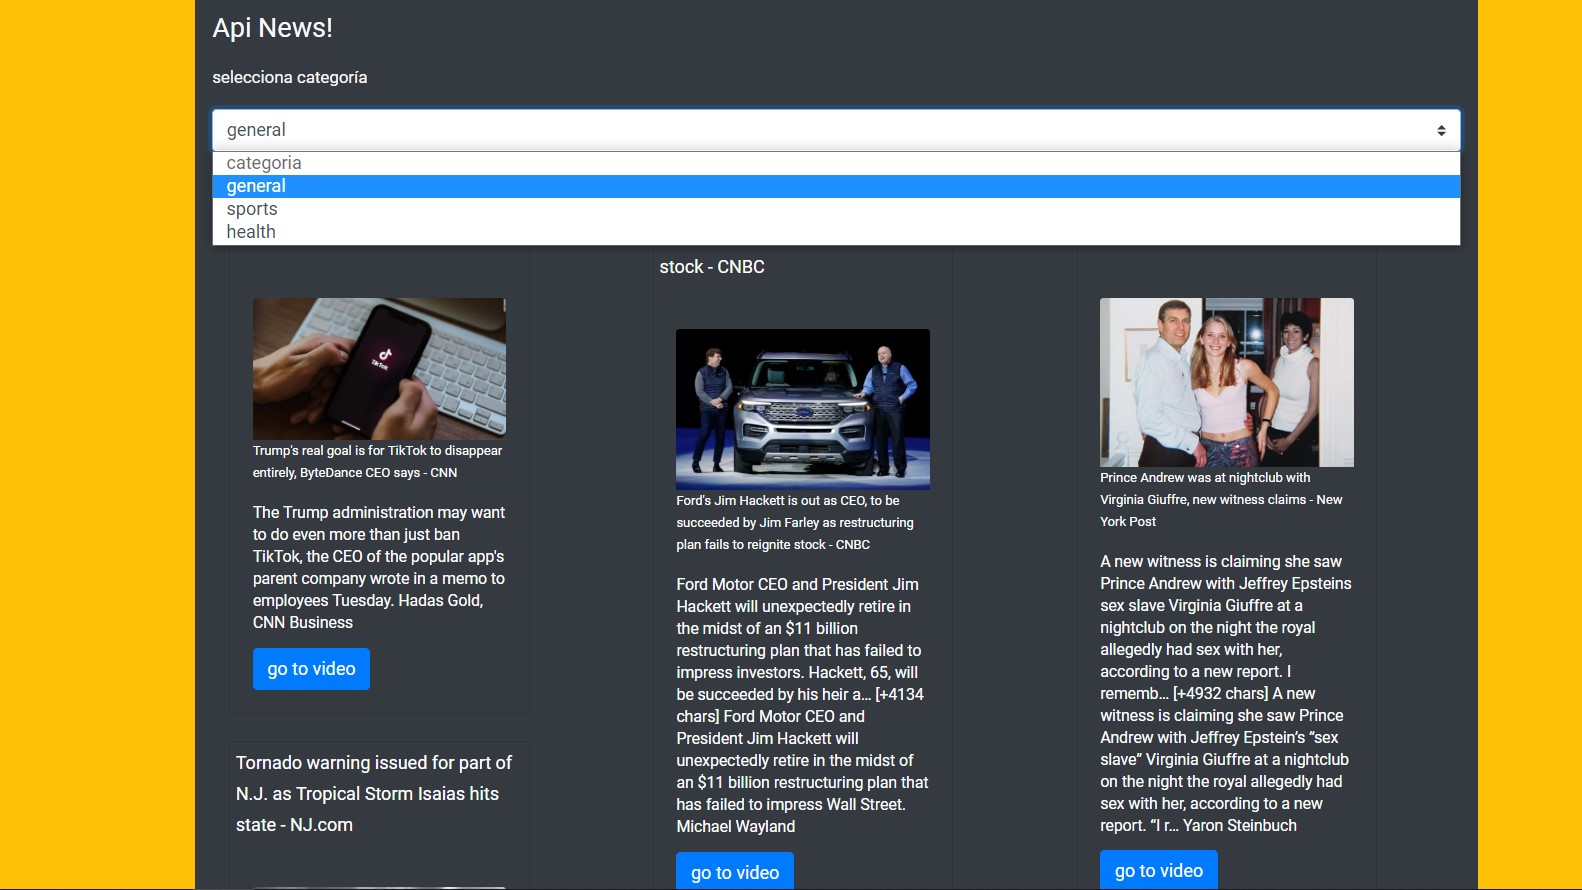 Api News!
selecciona categoría
general
categoria
general
sports
health
TikTok
Trump's real goal is for TikTok to disappear
entirely, ByteDance CEO says - CNN
The Trump administration may want
to do even more than just ban
TikTok, the CEO of the popular app's
parent company wrote in a memo to
employees Tuesday. Hadas Gold,
CNN Business
go to video
Tornado warning issued for part of
N.J. as Tropical Storm Isaias hits
state - NJ.com
stock - CNBC
Ford's Jim Hackett is out as CEO, to be
succeeded by Jim Farley as restructuring
plan fails to reignite stock - CNBC
Ford Motor CEO and President Jim
Hackett will unexpectedly retire in
the midst of an $11 billion
restructuring plan that has failed to
impress investors. Hackett, 65, will
be succeeded by his heir a… [+4134
chars] Ford Motor CEO and
President Jim Hackett will
unexpectedly retire in the midst of
an $11 billion restructuring plan that
has failed to impress Wall Street.
Michael Wayland
go to video
Prince Andrew was at nightclub with
Virginia Giuffre, new witness claims - New
York Post
A new witness is claiming she saw
Prince Andrew with Jeffrey Epsteins
sex slave Virginia Giuffre at a
nightclub on the night the royal
allegedly had sex with her,
according to a new report. I
rememb… [+4932 chars] A new
witness is claiming she saw Prince
Andrew with Jeffrey Epstein’s “sex
slave” Virginia Giuffre at a nightclub
on the night the royal allegedly had
sex with her, according to a new
report. “I r… Yaron Steinbuch
go to video